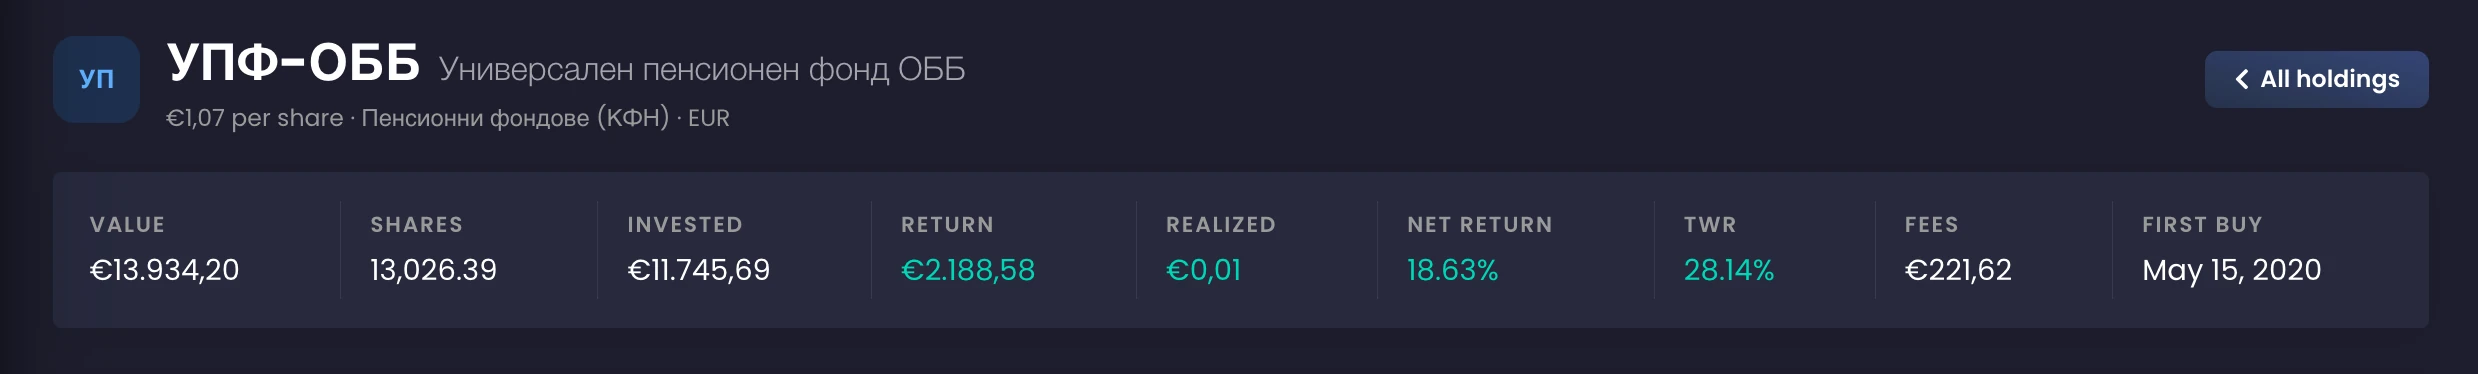 УП
УПФ-ОББ Универсален пенсионен фонд ОББ
€1,07 per share · Пенсионни фондове (КФН) · EUR
All holdings
VALUE
€13.934,20
SHARES
13,026.39
INVESTED
€11.745,69
RETURN
€2.188,58
REALIZED
€0,01
NET RETURN
18.63%
TWR
28.14%
FEES
€221,62
FIRST BUY
May 15, 2020